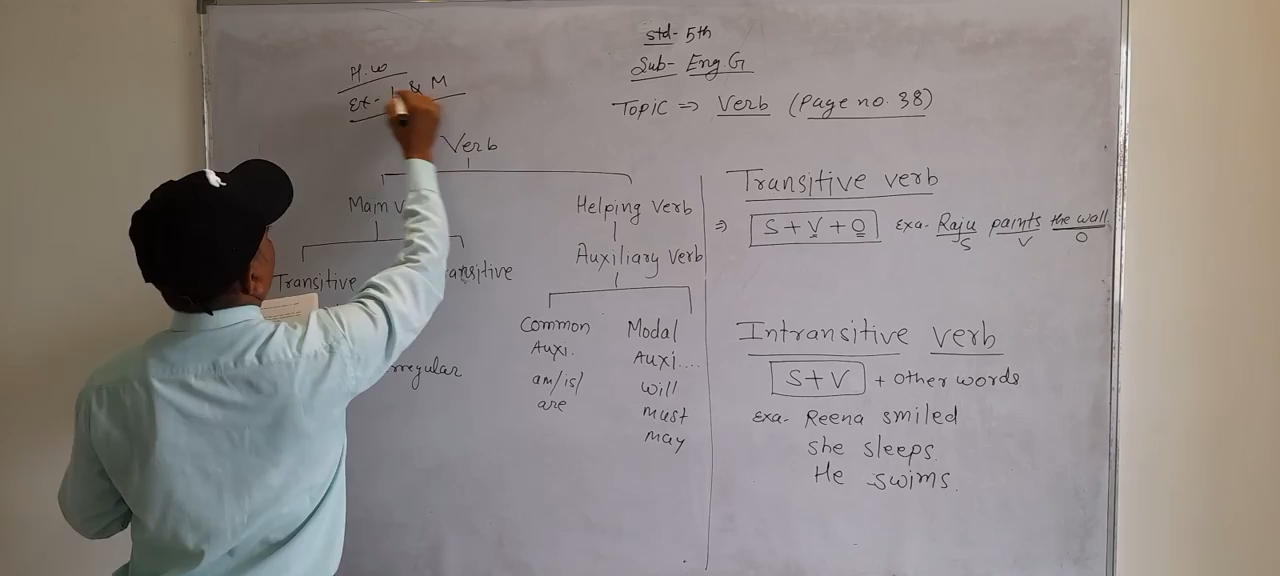 Std- 5th
Sub- Eng.G
Topic ⇒ Verb (Page no. 38)
H.W
Ex- & M
Verb
Main
Helping Verb
Auxiliary Verb
Transitive
Common Auxi.
am/is/
are
Modal
Auxi....
will
must
may
Transitive verb
⇒ S + V + O Exa- Raju paints the wall.
S V O
Intransitive verb
S+V + Other words
Exa- Reena smiled
She sleeps.
He swims.